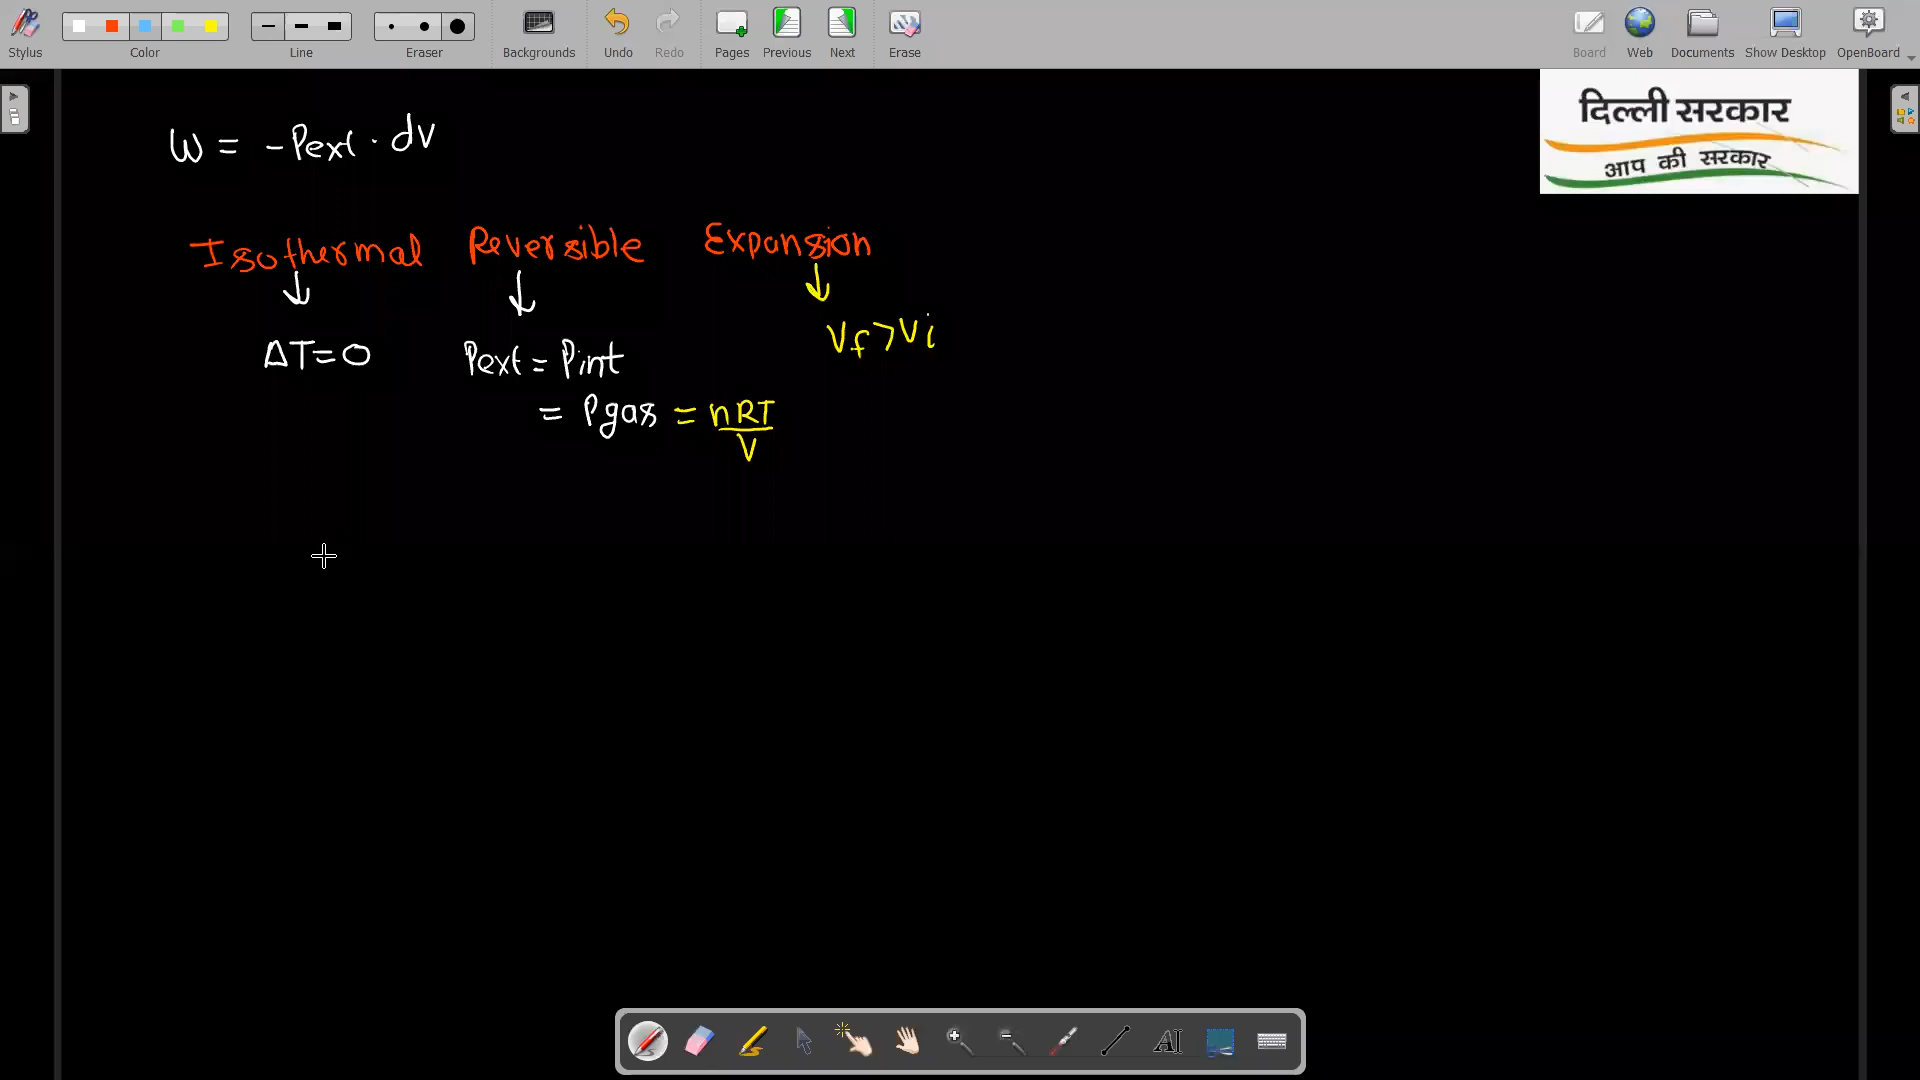 Stylus Color Line Eraser Backgrounds Undo Redo Pages Previous Next Erase Board Web Documents Show Desktop OpenBoard
दिल्ली सरकार
आप की सरकार
W = -Pext . dv
Isothermal Reversible Expansion
Vf > Vi
ΔT=0 Pext = Pint
= Pgas = nRT/V